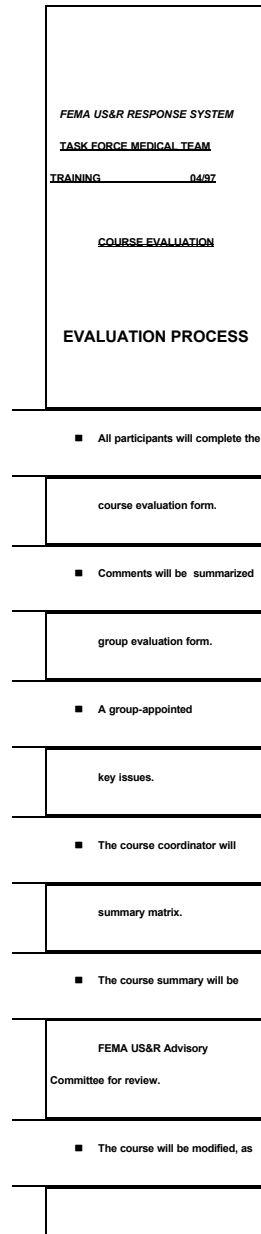 FEMA US&R RESPONSE SYSTEM
TASK FORCE MEDICAL TEAM
TRAINING 04/97
COURSE EVALUATION
EVALUATION PROCESS
■ All participants will complete the
course evaluation form.
■ Comments will be summarized
group evaluation form.
■ A group-appointed
key issues.
■ The course coordinator will
summary matrix.
■ The course summary will be
FEMA US&R Advisory
Committee for review.
■ The course will be modified, as